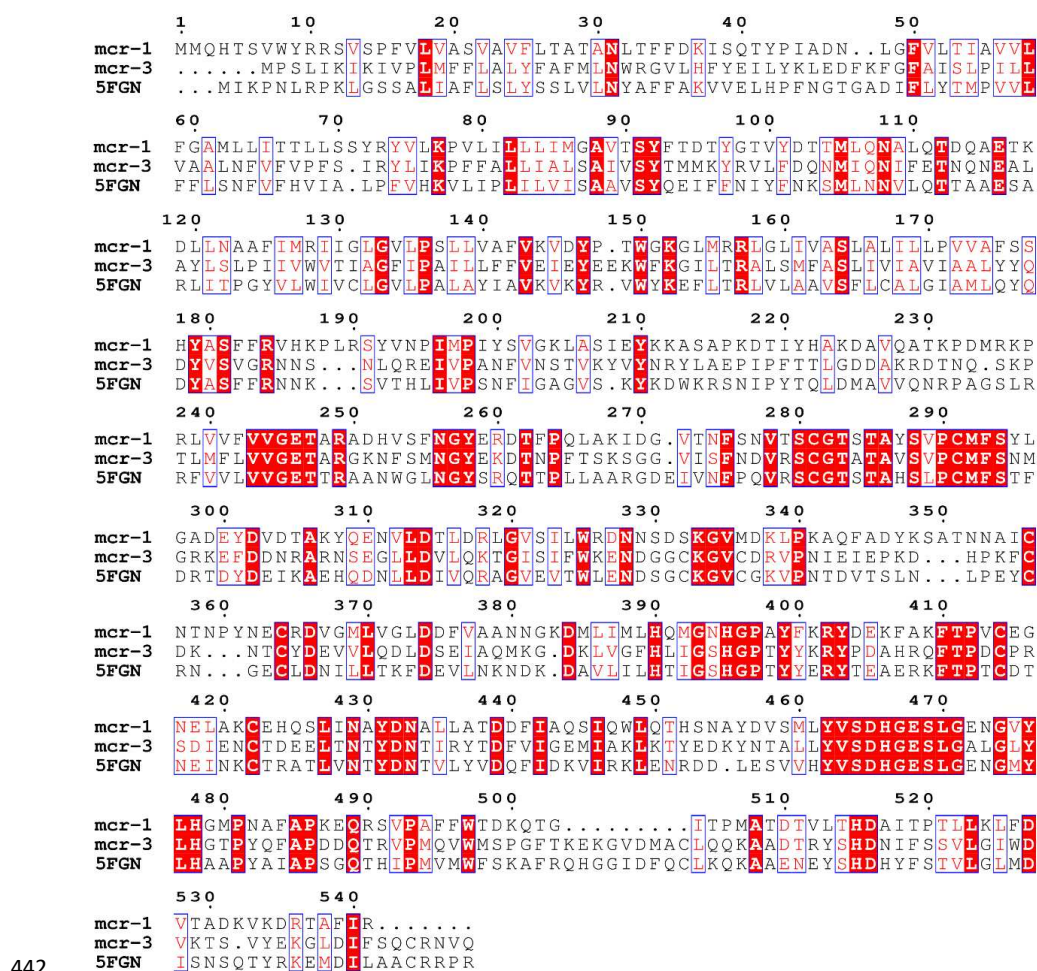 1 10 20 30 40 50
mcr-1 MMQHTSVWYRRSVSPFVLVASVAVFLTATANLTFFDKISQTYPIADN..LGFVLTIAVVL
mcr-3 ......MPSLIKIKIVPLMFFLALYFAFMLNWRGVLHFYEILYKLEDFKFGFAISLPILL
5FGN ...MIKPNLRPKLGSSALIAFLSLYSSLVLNYAFFAKVVELHPFNGTGADIFLYTMPVVL
60 70 80 90 100 110
mcr-1 FGAMLLITTLLSSYRYVLKPVLILLLIMGAVTSYFTDTYGTVYDTTMLQNALQTDQAETK
mcr-3 VAALNFVFVPFS.IRYLIKPFFALLIALSAIVSYTMMKYRVLFDQNMIQNIFETNQNEAL
5FGN FFLSNFVFHVIA.LPFVHKVLIPLILVISAAVSYQEIFFNIYFNKSMLNNVLQTTAAESA
120 130 140 150 160 170
mcr-1 DLLNAAFIMRIIGLGVLPSLLVAFVKVDYP.TWGKGLMRRLGLIVASLALILLPVVAFSS
mcr-3 AYLSLPIIVWVTIAGFIPAILLFFVEIEYEEKWFKGILTRALSMFASLIVIAVIAALYYQ
5FGN RLITPGYVLWIVCLGVLPALAYIAVKVKYR.VWYKEFLTRLVLAAVSFLCALGIAMLQYQ
180 190 200 210 220 230
mcr-1 HYASFFRVHKPLRSYVNPIMPIYSVGKLASIEYKKASAPKDTIYHAKDAVQATKPDMRKP
mcr-3 DYVSVGRNNS...NLQREIVPANFVNSTVKYVYNRYLAEPIPFTTLGDDAKRDTNQ.SKP
5FGN DYASFFRNNK...SVTHLIVPSNFIGAGVS.KYKDWKRSNIPYTQLDMAVVQNRPAGSLR
240 250 260 270 280 290
mcr-1 RLVVFVVGETARADHVSFNGYERDTFPQLAKIDG.VTNFSNVTSCGTSTAYSVPCMFSYL
mcr-3 TLMFLVVGETARGKNFSMNGYEKDTNPFTSKSGG.VISFNDVRSCGTATAVSVPCMFSNM
5FGN RFVVLVVGETTRAANWGLNGYSRQTTPLLAARGDEIVNFPQVRSCGTSTAHSLPCMFSTF
300 310 320 330 340 350
mcr-1 GADEYDVDTAKYQENVLDTLDRLGVSILWRDNNSDSKGVMDKLPKAQFADYKSATNNAIC
mcr-3 GRKEFDDNRARNSEGLLDVLQKTGISIFWKENDGGCKGVCDRVPNIEIEPKD...HPKFC
5FGN DRTDYDEIKAEHQDNLLDIVQRAGVEVTWLENDSGCKGVCGKVPNTDVTSLN...LPEYC
360 370 380 390 400 410
mcr-1 NTNPYNECRDVGMLVGLDDFVAANNGKDMLIMLHQMGNHGPAYFKRYDEKFAKFTPVCEG
mcr-3 DK...NTCYDEVVLQDLDSEIAQMKG.DKLVGFHLIGSHGPTYYKRYPDAHRQFTPDCPR
5FGN RN...GECLDNILLTKFDEVLNKNDK.DAVLILHTIGSHGPTYYERYTEAERKFTPTCDT
420 430 440 450 460 470
mcr-1 NELAKCEHQSLINAYDNALLATDDFIAQSIQWLQTHSNAYDVSMLYVSDHGESLGENGVY
mcr-3 SDIENCTDEELTNTYDNTIRYTDFVIGEMIAKLKTYEDKYNTALLYVSDHGESLGALGLY
5FGN NEINKCTRATLVNTYDNTVLYVDQFIDKVIRKLENRDD.LESVVHYVSDHGESLGENGMY
480 490 500 510 520
mcr-1 LHGMPNAFAPKEQRSVPAFFWTDKQTG.........ITPMATDTVLTHDAITPTLLKLFD
mcr-3 LHGTPYQFAPDDQTRVPMQVWMSPGFTKEKGVDMACLQQKAADTRYSHDNIFSSVLGIWD
5FGN LHAAPYAIAPSGQTHIPMVMWFSKAFRQHGGIDFQCLKQKAAENEYSHDHYFSTVLGLMD
530 540
mcr-1 VTADKVKDRTAFIR.......
mcr-3 VKTS.VYEKGLDIFSQCRNVQ
5FGN ISNSQTYRKEMDILAACRRPR
442